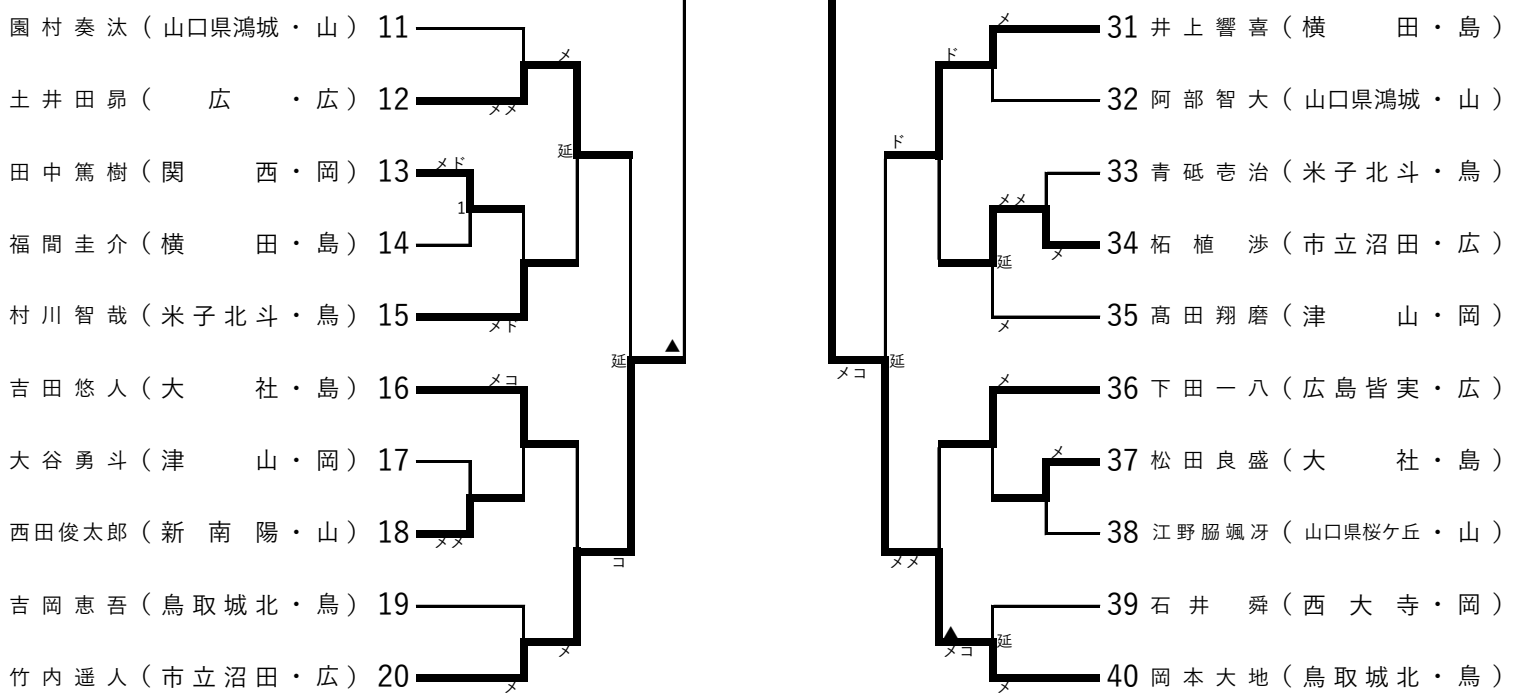 園村奏汰（山口県鴻城・山）11
メ
土井田昴（広・広）12
メメ
延
田中篤樹（関西・岡）13
メド
1
福間圭介（横田・島）14
村川智哉（米子北斗・鳥）15
メド
▲
延
吉田悠人（大社・島）16
メコ
大谷勇斗（津山・岡）17
西田俊太郎（新南陽・山）18
メメ
コ
吉岡恵吾（鳥取城北・鳥）19
メ
竹内遥人（市立沼田・広）20
メ
メ
31 井上響喜（横田・島）
ド
32 阿部智大（山口県鴻城・山）
ド
33 青砥壱治（米子北斗・鳥）
メメ
34 柘植渉（市立沼田・広）
メ
延
35 髙田翔磨（津山・岡）
メ
延
メコ
メ
36 下田一八（広島皆実・広）
メ
37 松田良盛（大社・島）
38 江野脇颯冴（山口県桜ケ丘・山）
メメ
39 石井舜（西大寺・岡）
▲
延
メコ
40 岡本大地（鳥取城北・鳥）
メ